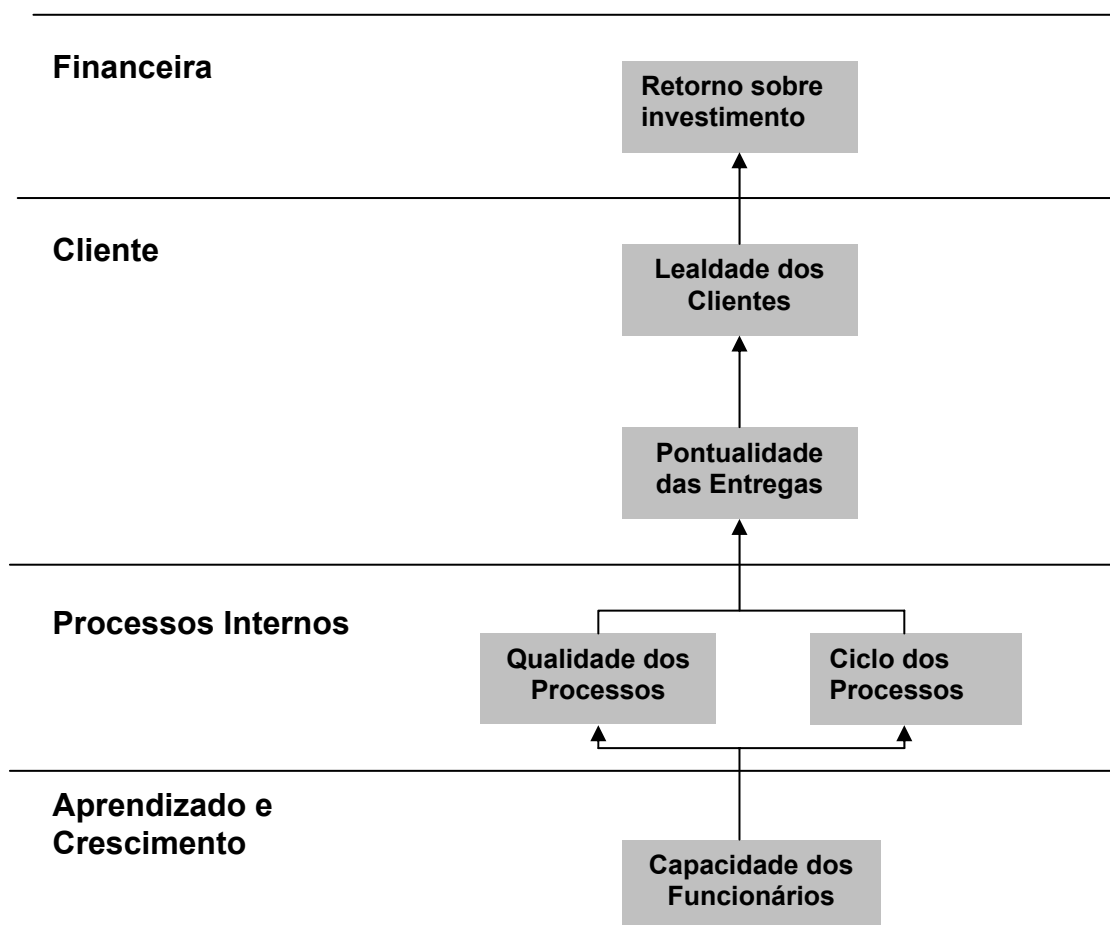 Financeira
Retorno sobre
investimento
Cliente
Lealdade dos
Clientes
Pontualidade
das Entregas
Processos Internos
Qualidade dos
Processos
Ciclo dos
Processos
Aprendizado e
Crescimento
Capacidade dos
Funcionários